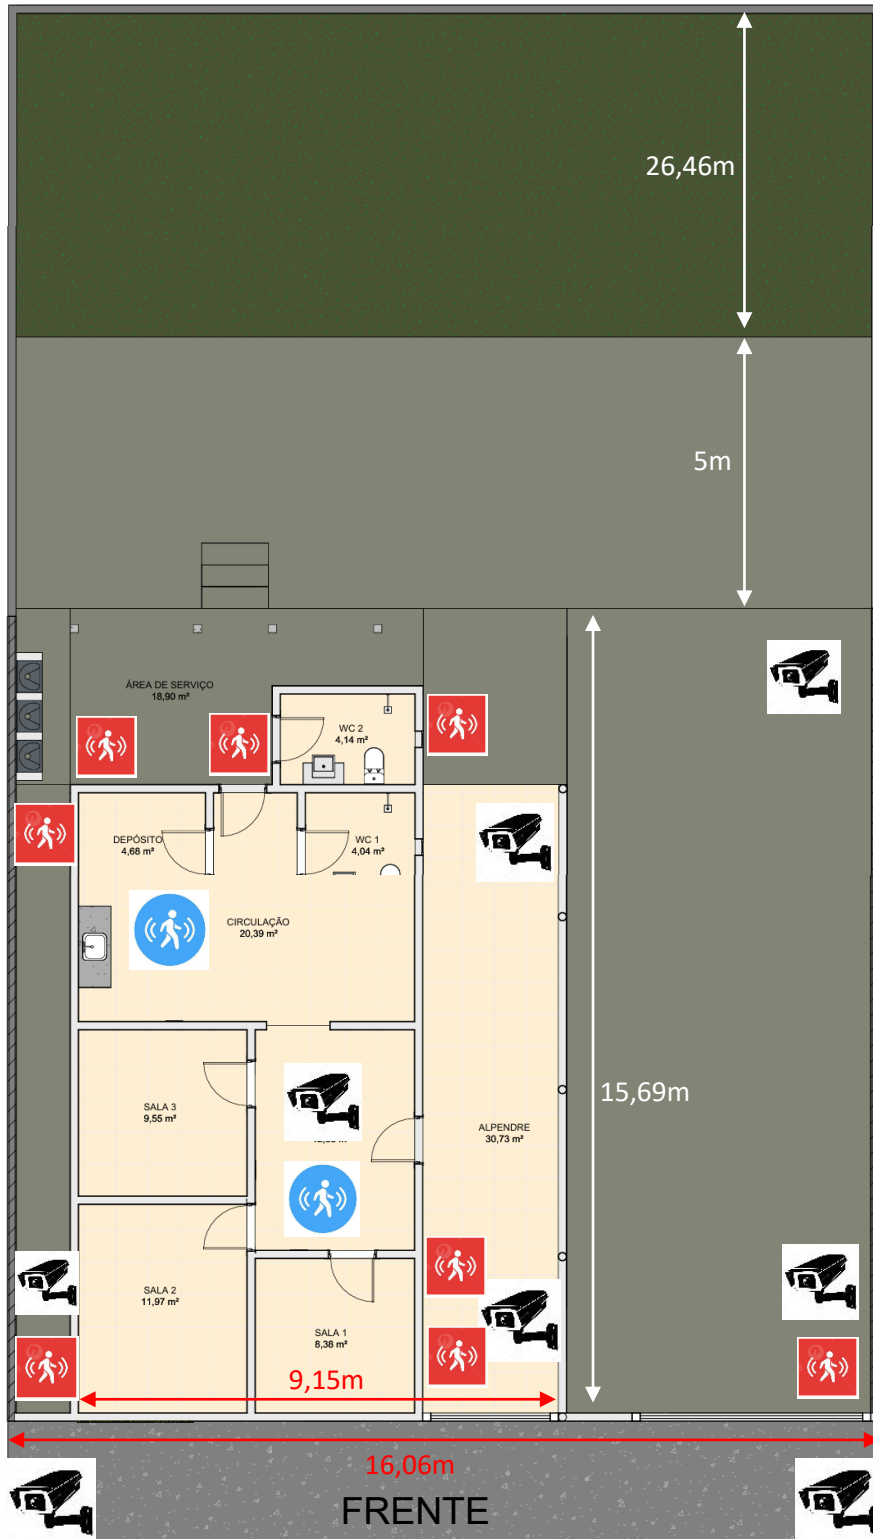 26,46m
5m
ÁREA DE SERVIÇO
18,90 m²
WC 2
4,14 m²
DEPÓSITO
4,68 m²
WC 1
4,04 m²
CIRCULAÇÃO
20,39 m²
15,69m
SALA 3
9,55 m²
ALPENDRE
30,73 m²
SALA 2
11,97 m²
SALA 1
8,38 m²
9,15m
16,06m
FRENTE